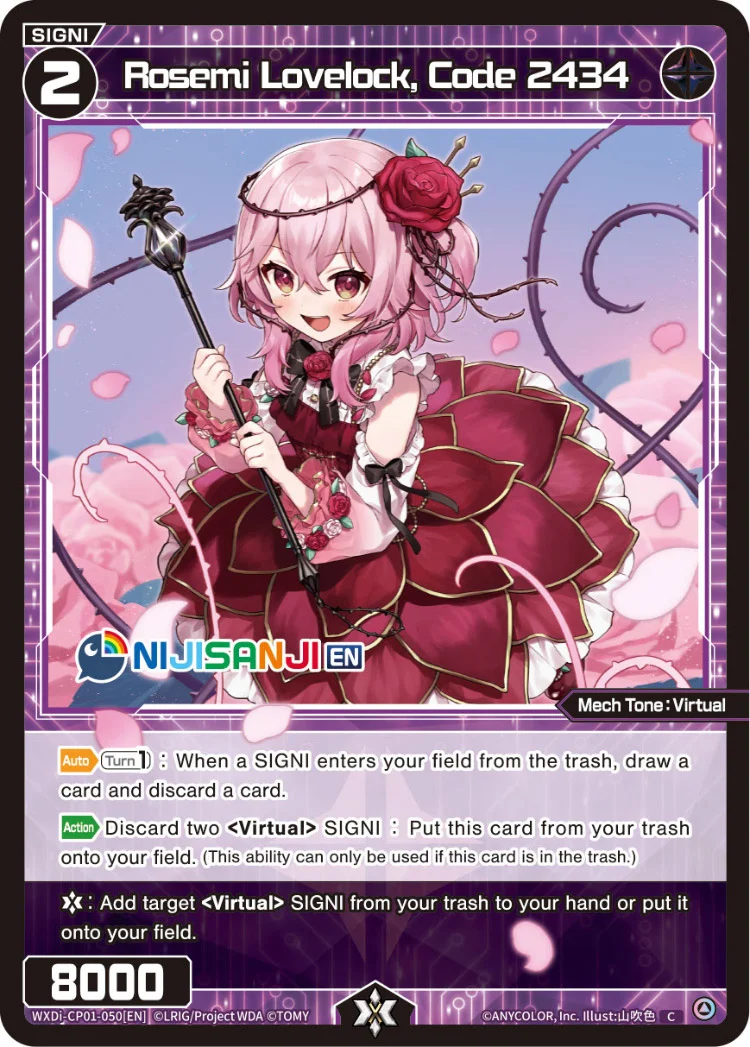 SIGNI
2 Rosemi Lovelock, Code 2434
NIJISANJI EN
Mech Tone：Virtual
Auto Turn 1 ：When a SIGNI enters your field from the trash, draw a
card and discard a card.
Action Discard two <Virtual> SIGNI：Put this card from your trash
onto your field. (This ability can only be used if this card is in the trash.)
：Add target <Virtual> SIGNI from your trash to your hand or put it
onto your field.
8000
WXDi-CP01-050[EN] ©LRIG/Project WDA ©TOMY ©ANYCOLOR, Inc. Illust:山吹色 C